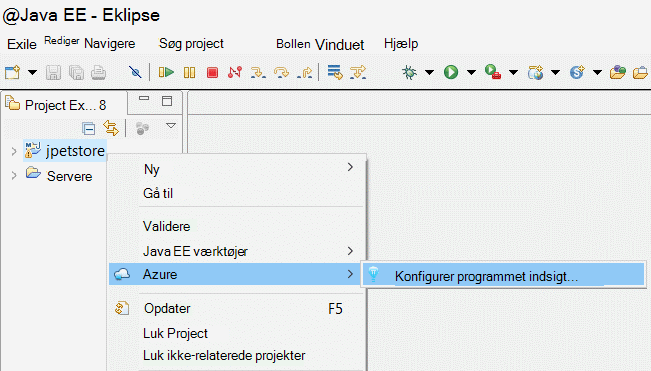 @Java EE - Eklipse
Exile Rediger Navigere Søg project Bollen Vinduet Hjælp
Project Ex... 8
jpetstore
Servere
Ny
Gå til
Validere
Java EE værktøjer
Azure
Konfigurer programmet indsigt...
Opdater F5
Luk Project
Luk ikke-relaterede projekter